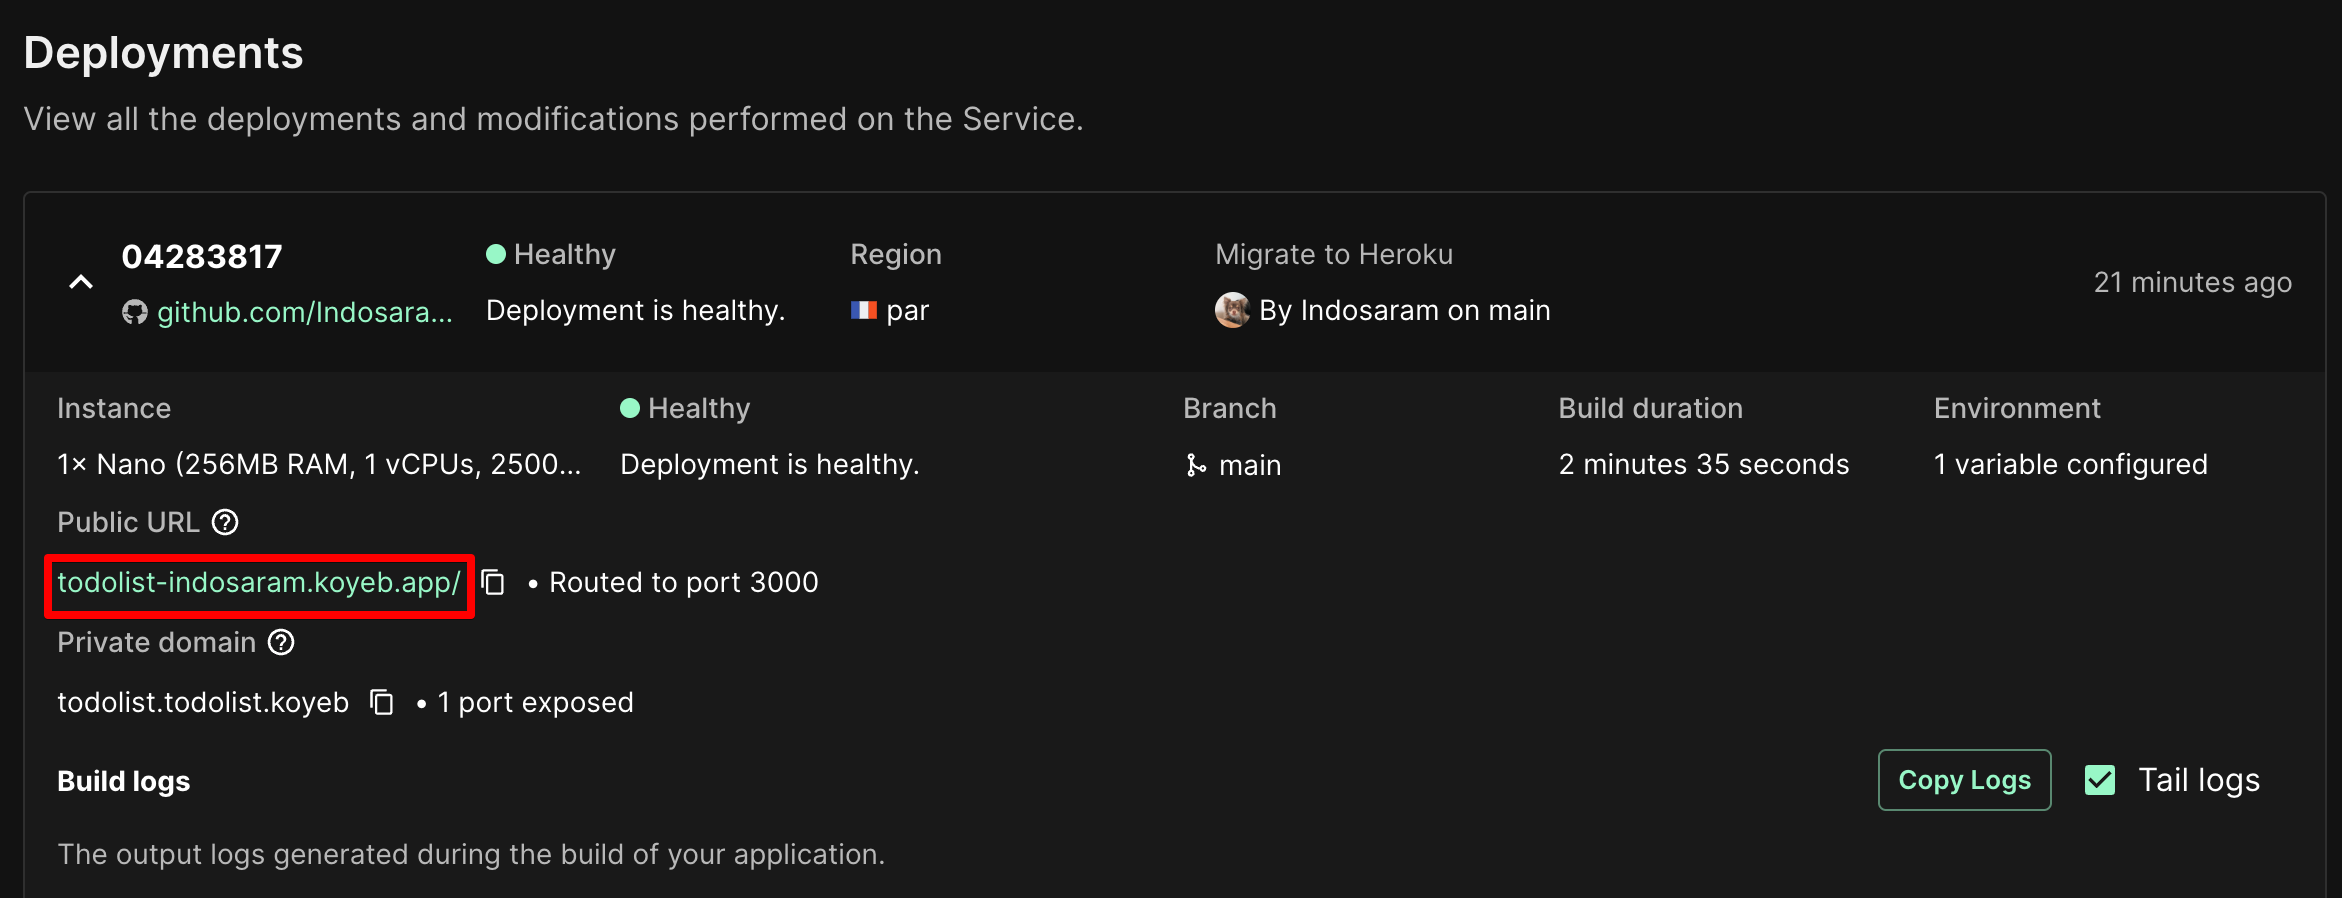 Deployments
View all the deployments and modifications performed on the Service.
04283817
Healthy
Region
Migrate to Heroku
21 minutes ago
github.com/Indosara...
Deployment is healthy.
par
By Indosaram on main
Instance
Healthy
Branch
Build duration
Environment
1× Nano (256MB RAM, 1 vCPUs, 2500...
Deployment is healthy.
main
2 minutes 35 seconds
1 variable configured
Public URL
todolist-indosaram.koyeb.app/ • Routed to port 3000
Private domain
todolist.todolist.koyeb • 1 port exposed
Build logs
Copy Logs
Tail logs
The output logs generated during the build of your application.